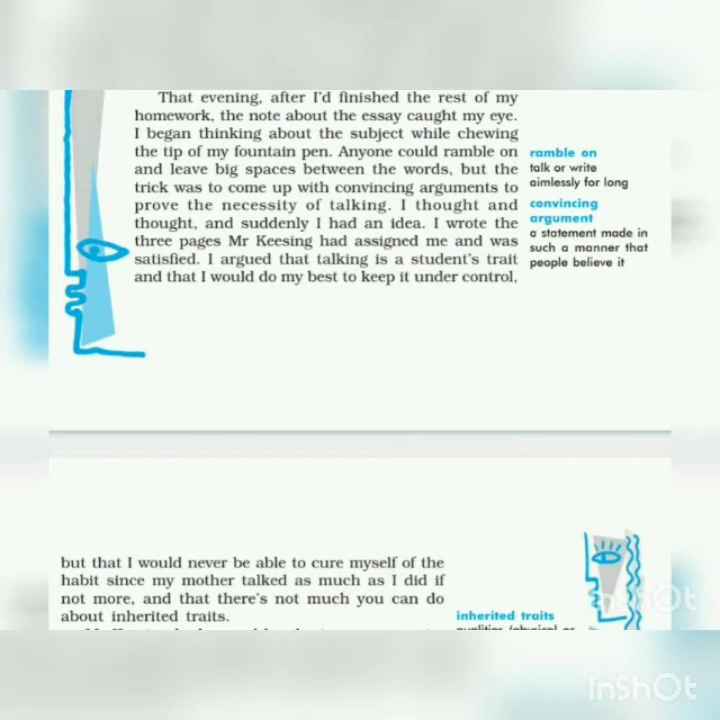 That evening, after I'd finished the rest of my
homework, the note about the essay caught my eye.
I began thinking about the subject while chewing
the tip of my fountain pen. Anyone could ramble on
and leave big spaces between the words, but the
trick was to come up with convincing arguments to
prove the necessity of talking. I thought and
thought, and suddenly I had an idea. I wrote the
three pages Mr Keesing had assigned me and was
satisfied. I argued that talking is a student's trait
and that I would do my best to keep it under control,
ramble on
talk or write
aimlessly for long
convincing
argument
a statement made in
such a manner that
people believe it
but that I would never be able to cure myself of the
habit since my mother talked as much as I did if
not more, and that there's not much you can do
about inherited traits.
inherited traits
InShOt
InShOt